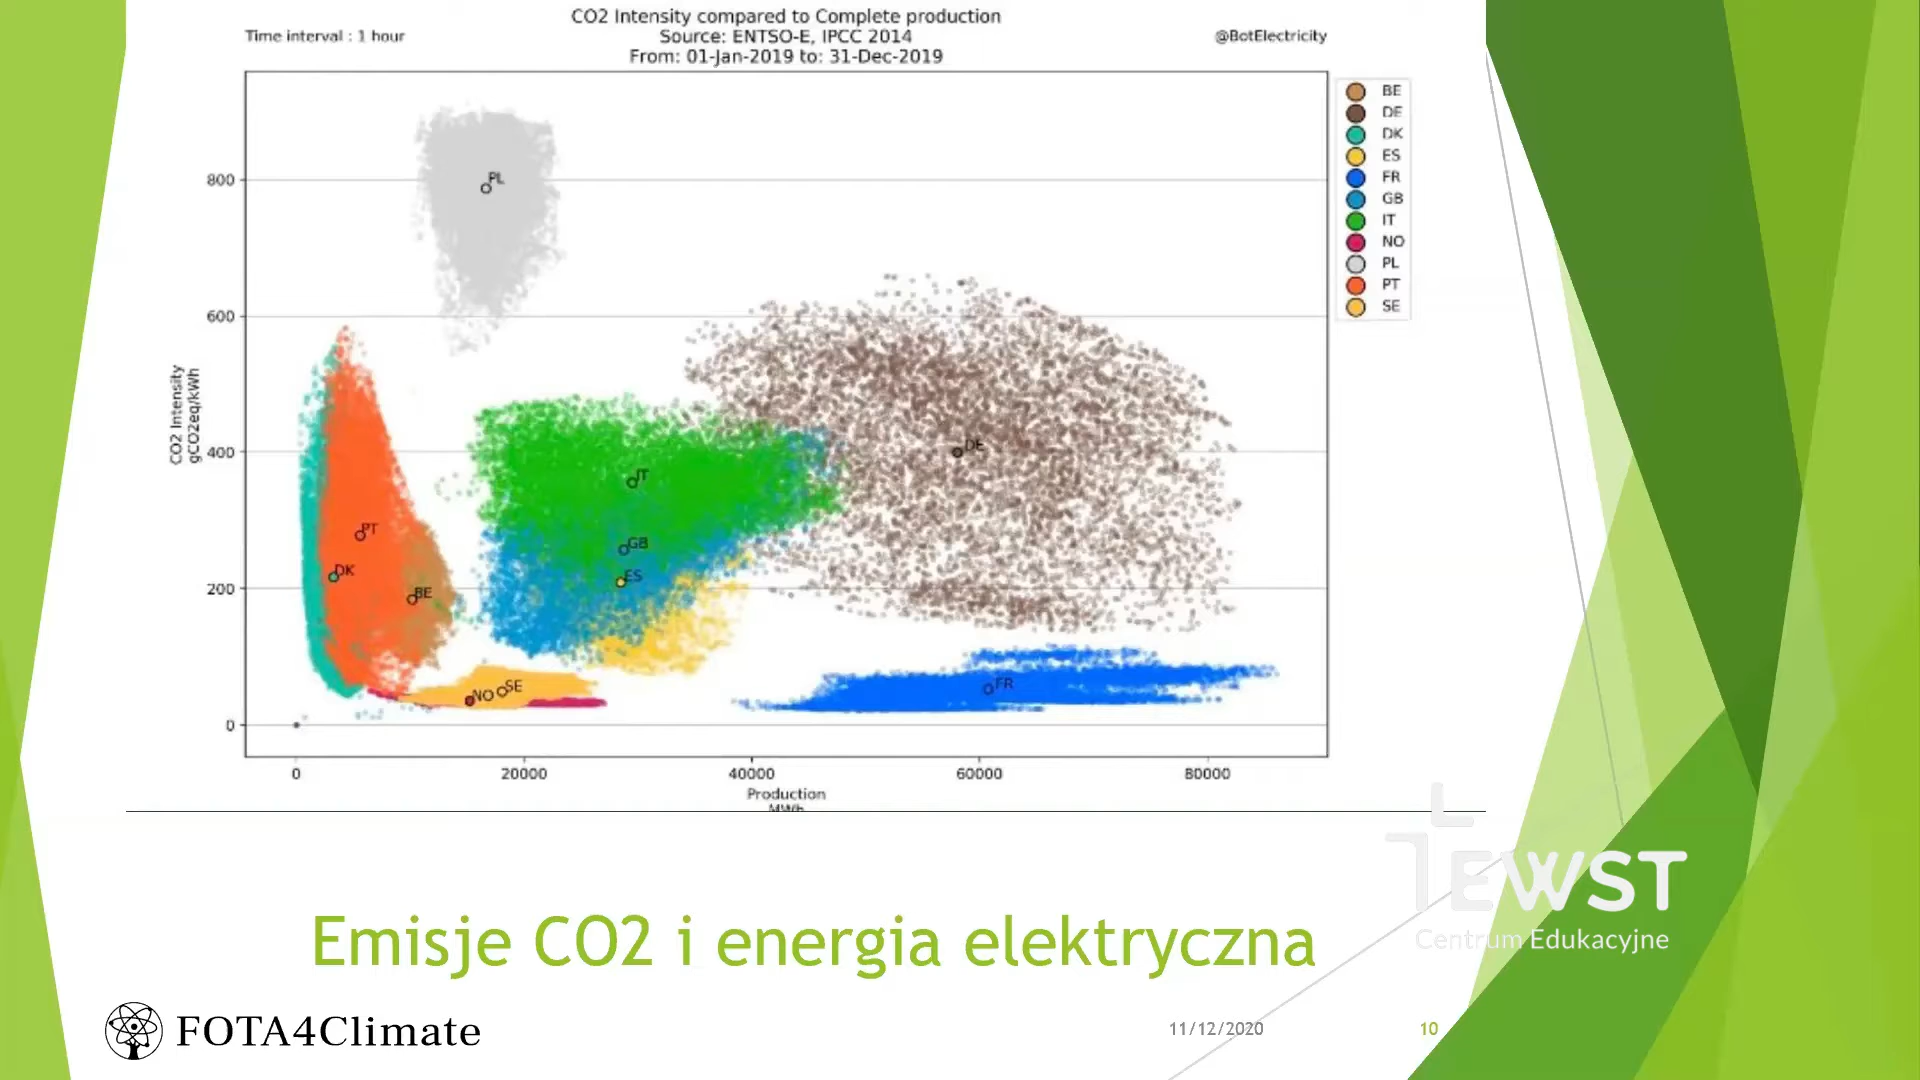 CO2 Intensity compared to Complete production
Time interval : 1 hour
Source: ENTSO-E, IPCC 2014
@BotElectricity
From: 01-Jan-2019 to: 31-Dec-2019
BE
DE
DK
ES
FR
GB
IT
NO
PL
PT
SE
800
600
400
200
0
CO2 Intensity
gCO2eq/kWh
PL
DE
IT
PT
GB
DK
ES
BE
NO
SE
FR
0
20000
40000
60000
80000
Production
MWh
EWST
Centrum Edukacyjne
Emisje CO2 i energia elektryczna
FOTA4Climate
11/12/2020
10